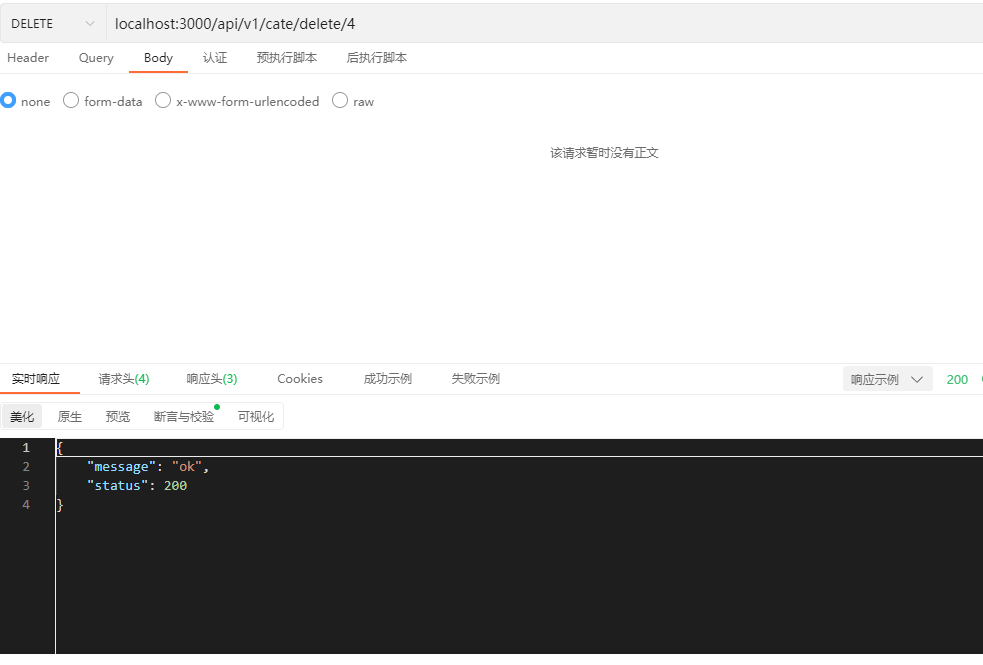 DELETE localhost:3000/api/v1/cate/delete/4
Header Query Body 认证 预执行脚本 后执行脚本
none form-data x-www-form-urlencoded raw
该请求暂时没有正文
实时响应 请求头(4) 响应头(3) Cookies 成功示例 失败示例 响应示例 200
美化 原生 预览 断言与校验 可视化
1 {
2 "message": "ok",
3 "status": 200
4 }